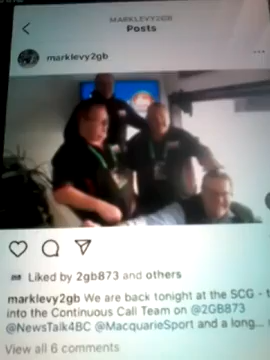 MARKLEVY2GB
Posts
marklevy2gb
Liked by 2gb873 and others
marklevy2gb We are back tonight at the SCG - t
into the Continuous Call Team on @2GB873
@NewsTalk4BC @MacquarieSport and a long...
View all 6 comments